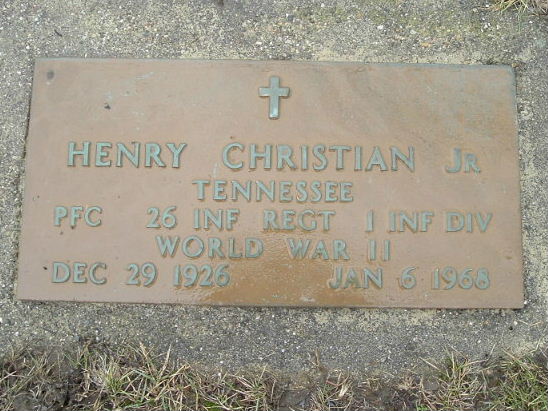 HENRY CHRISTIAN JR
TENNESSEE
PFC 26 INF REGT 1 INF DIV
WORLD WAR II
DEC 29 1926 JAN 6 1968